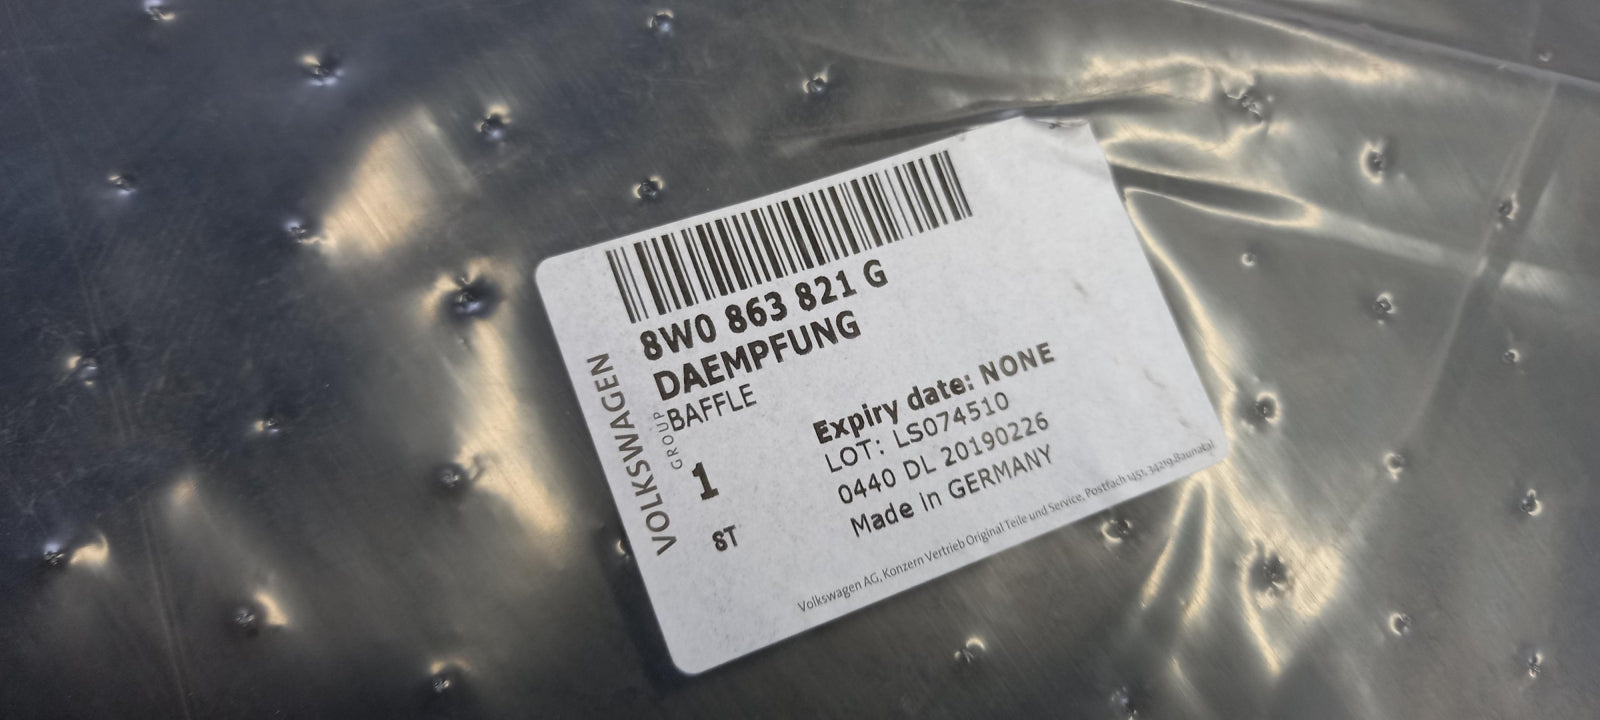 8W0 863 821 G
DAEMPFUNG
BAFFLE
VOLKSWAGEN
GROUP
1
ST
Expiry date: NONE
LOT: LS074510
0440 DL 20190226
Made in GERMANY
Volkswagen AG, Konzern Vertrieb Original Teile und Service, Postfach 1451, 34219 Baunatal